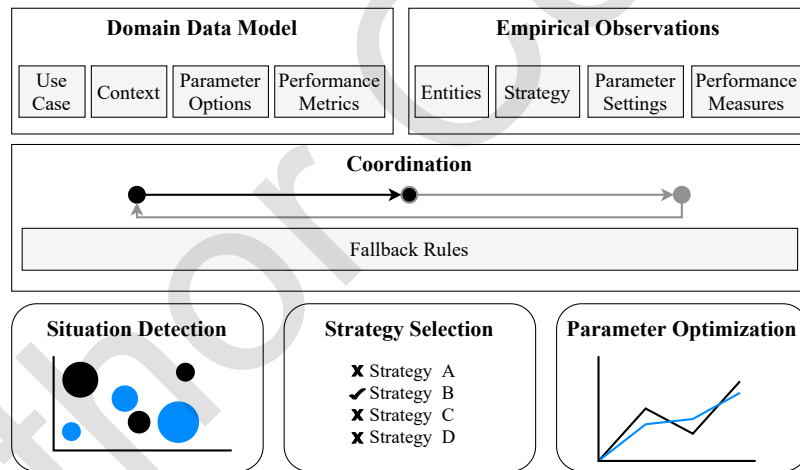 Domain Data Model
Use
Case
Context
Parameter
Options
Performance
Metrics
Empirical Observations
Entities
Strategy
Parameter
Settings
Performance
Measures
Coordination
Fallback Rules
Situation Detection
Strategy Selection
Strategy A
Strategy B
Strategy C
Strategy D
Parameter Optimization